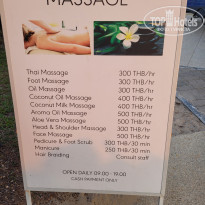 MASSAGE
TopHotels
Thai Massage 300 THB/hr
Foot Massage 300 THB/hr
Oil Massage 300 THB/hr
Coconut Oil Massage 400 THB/hr
Coconut Milk Massage 400 THB/hr
Aroma Oil Massage 500 THB/hr
Aloe Vera Massage 500 THB/hr
Head & Shoulder Massage 300 THB/hr
Face Massage 500 THB/hr
Pedicure & Foot Scrub 300 THB/30 min
Manicure 250 THB/30 min
Hair Braiding Consult staff
OPEN DAILY 09.00 - 19.00
CASH PAYMENT ONLY